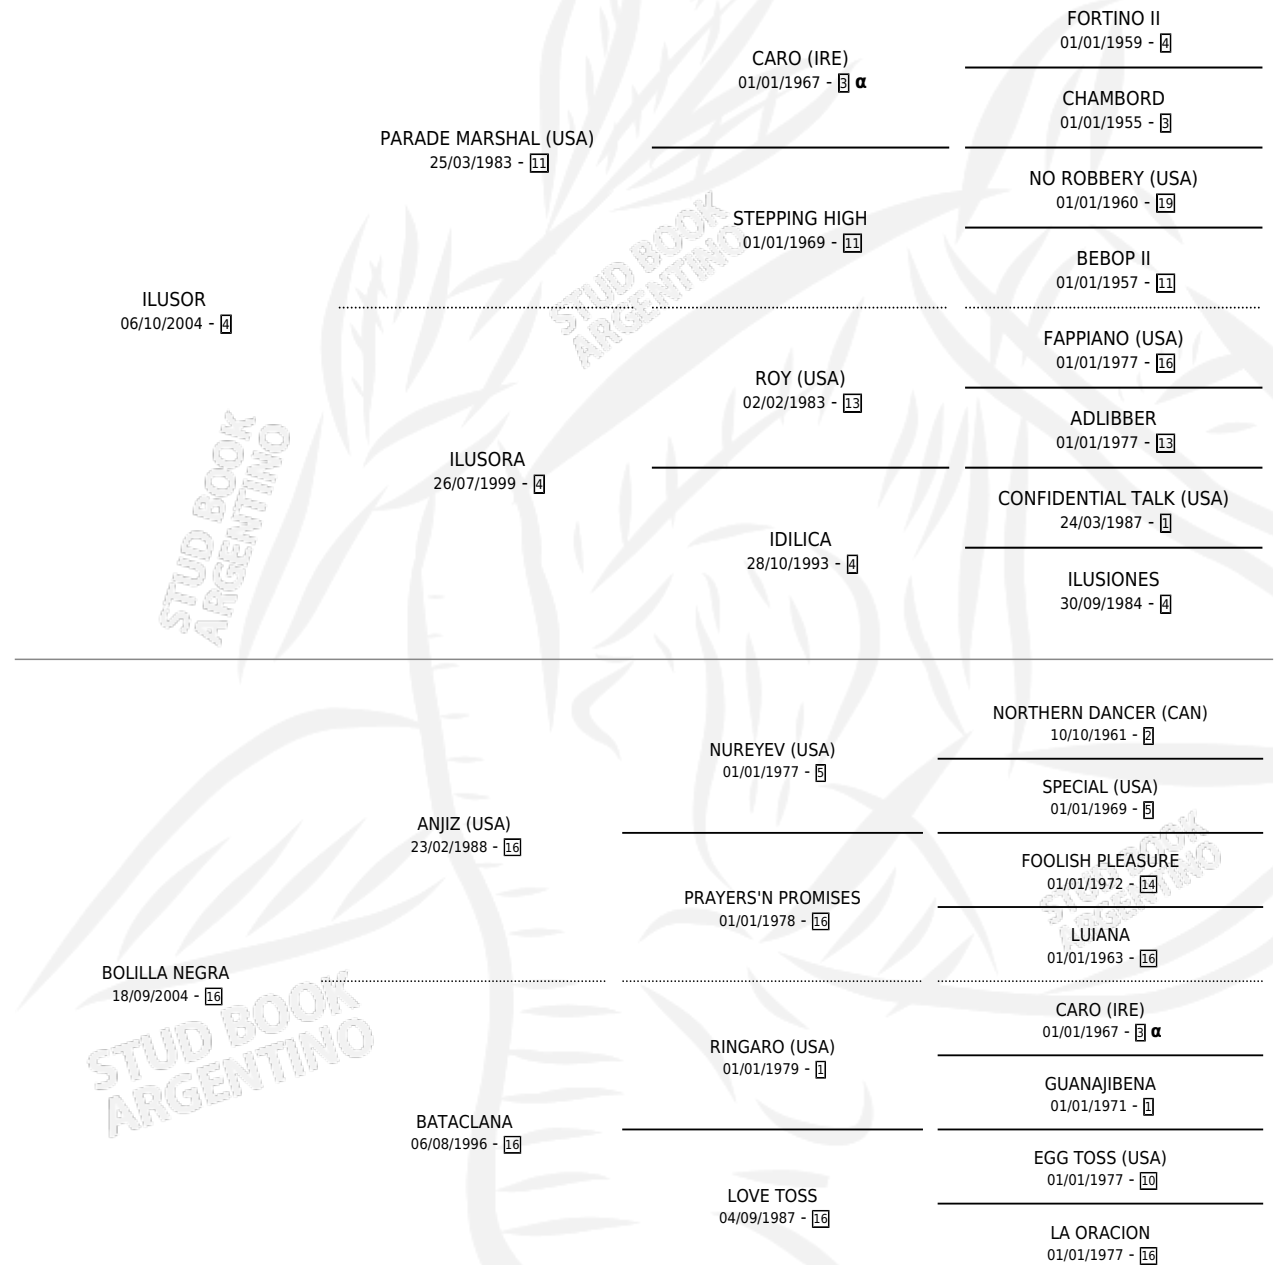 FORTINO II
01/01/1959 - 4
CARO (IRE)
01/01/1967 - 3 α
CHAMBORD
01/01/1955 - 3
PARADE MARSHAL (USA)
25/03/1983 - 11
NO ROBBERY (USA)
01/01/1960 - 19
STEPPING HIGH
01/01/1969 - 11
BEBOP II
01/01/1957 - 11
ILUSOR
06/10/2004 - 4
FAPPIANO (USA)
01/01/1977 - 16
ROY (USA)
02/02/1983 - 13
ADLIBBER
01/01/1977 - 13
ILUSORA
26/07/1999 - 4
CONFIDENTIAL TALK (USA)
24/03/1987 - 1
IDILICA
28/10/1993 - 4
ILUSIONES
30/09/1984 - 4
NORTHERN DANCER (CAN)
10/10/1961 - 2
NUREYEV (USA)
01/01/1977 - 5
SPECIAL (USA)
01/01/1969 - 5
ANJIZ (USA)
23/02/1988 - 16
FOOLISH PLEASURE
01/01/1972 - 14
PRAYERS'N PROMISES
01/01/1978 - 16
LUIANA
01/01/1963 - 16
BOLILLA NEGRA
18/09/2004 - 16
CARO (IRE)
01/01/1967 - 3 α
RINGARO (USA)
01/01/1979 - 1
GUANAJIBENA
01/01/1971 - 1
BATACLANA
06/08/1996 - 16
EGG TOSS (USA)
01/01/1977 - 10
LOVE TOSS
04/09/1987 - 16
LA ORACION
01/01/1977 - 16
STUD BOOK
ARGENTINO
STUD BOOK
ARGENTINO
STUD BOOK
ARGENTINO
STUD BOOK
ARGENTINO